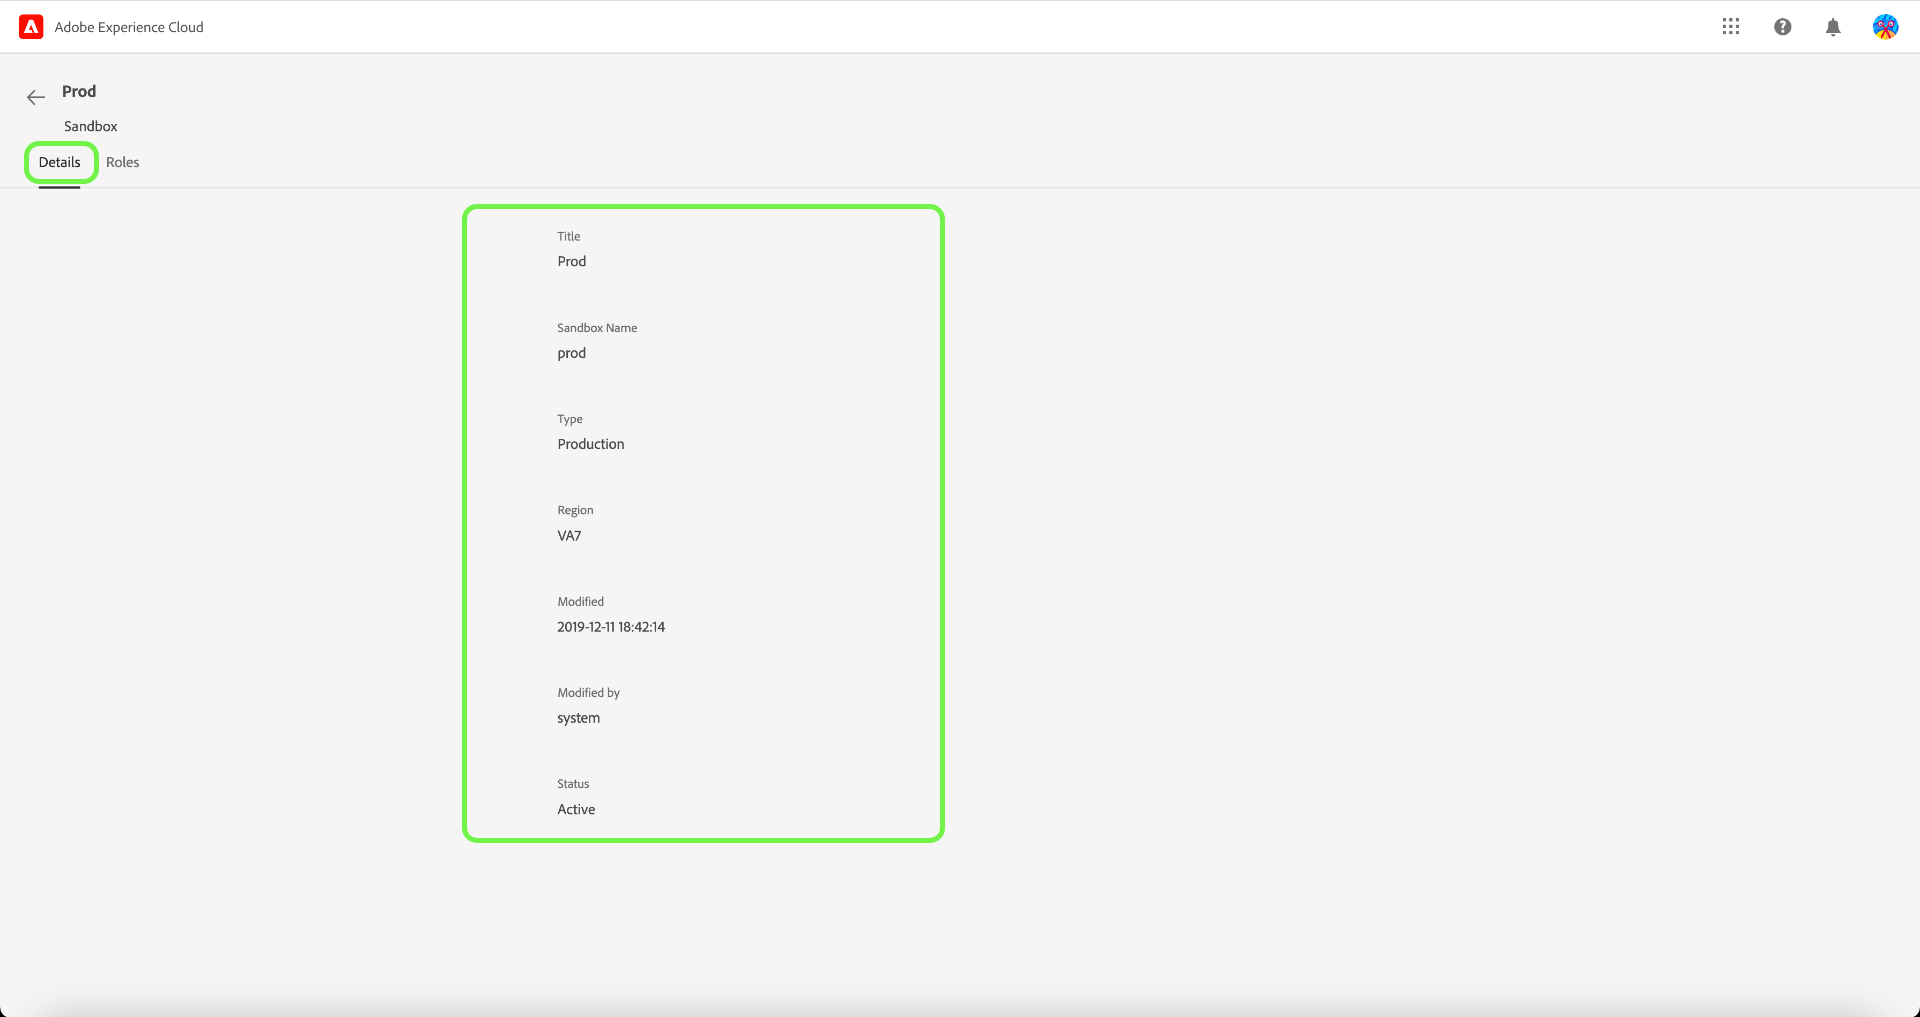 Adobe Experience Cloud
Prod
Sandbox
Details Roles
Title
Prod
Sandbox Name
prod
Type
Production
Region
VA7
Modified
2019-12-11 18:42:14
Modified by
system
Status
Active